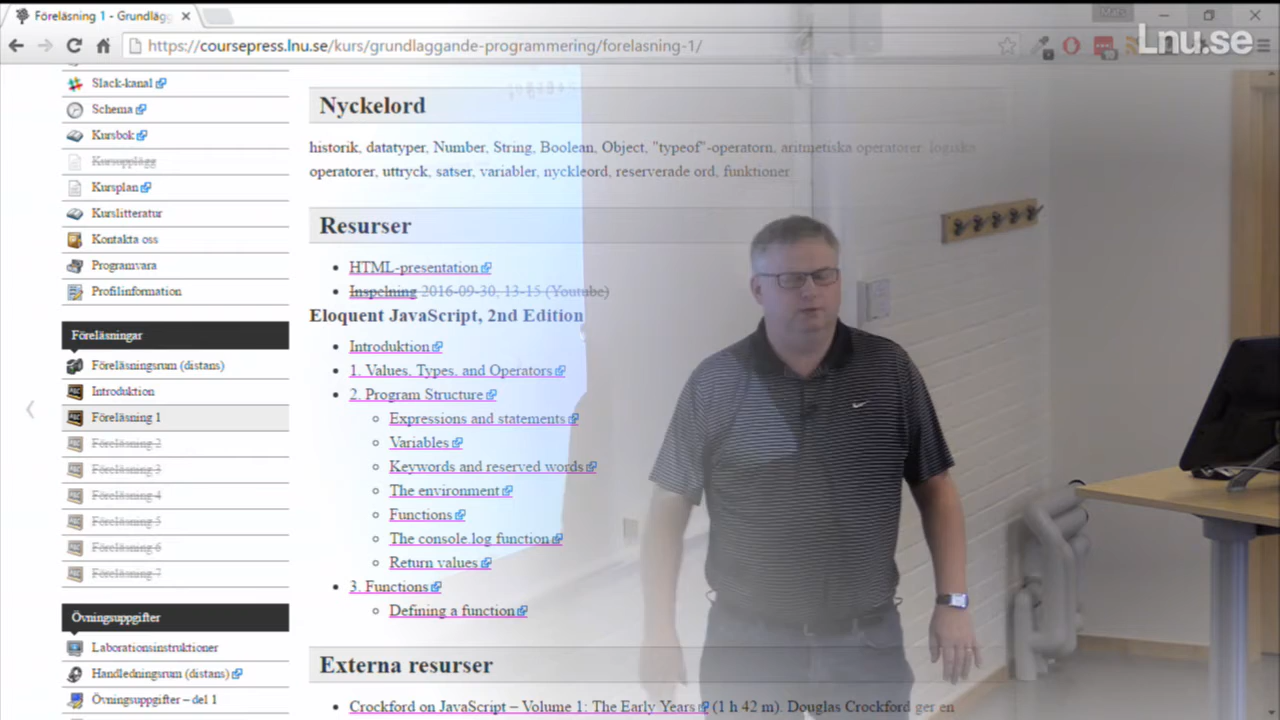 Föreläsning 1 - Grundläg
https://coursepress.lnu.se/kurs/grundlaggande-programmering/forelasning-1/
Lnu.se
Slack-kanal
Schema
Kursbok
Kursupplägg
Kursplan
Kurslitteratur
Kontakta oss
Programvara
Profilinformation
Föreläsningar
Föreläsningsrum (distans)
Introduktion
Föreläsning 1
Föreläsning 2
Föreläsning 3
Föreläsning 4
Föreläsning 5
Föreläsning 6
Föreläsning 7
Övningsuppgifter
Laborationsinstruktioner
Handledningsrum (distans)
Övningsuppgifter – del 1
Nyckelord
historik, datatyper, Number, String, Boolean, Object, "typeof"-operatorn, aritmetiska operatorer, logiska
operatorer, uttryck, satser, variabler, nyckleord, reserverade ord, funktioner
Resurser
HTML-presentation
Inspelning 2016-09-30, 13-15 (Youtube)
Eloquent JavaScript, 2nd Edition
Introduktion
1. Values, Types, and Operators
2. Program Structure
Expressions and statements
Variables
Keywords and reserved words
The environment
Functions
The console.log function
Return values
3. Functions
Defining a function
Externa resurser
Crockford on JavaScript – Volume 1: The Early Years (1 h 42 m). Douglas Crockford ger en